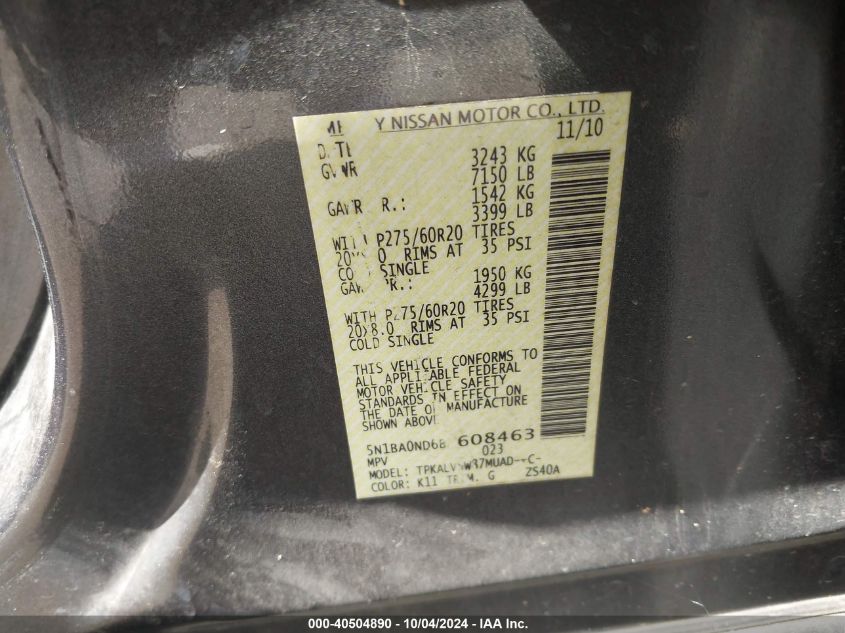 Y NISSAN MOTOR CO., LTD.
11/10
3243 KG
7150 LB
R.: 1542 KG
3399 LB
P275/60R20 TIRES
RIMS AT 35 PSI
SINGLE
1950 KG
4299 LB
WITH TIRES
RIMS AT 35 PSI
COLD SINGLE
THIS VEHICLE CONFORMS TO
ALL APPLICABLE FEDERAL
MOTOR VEHICLE SAFETY
STANDARDS IN EFFECT ON
THE DATE OF MANUFACTURE
SHOWN ABOVE
608463
MPV 023
MODEL:
COLOR: K11 G ZS40A
000-40504890 - 10/04/2024 - IAA Inc.